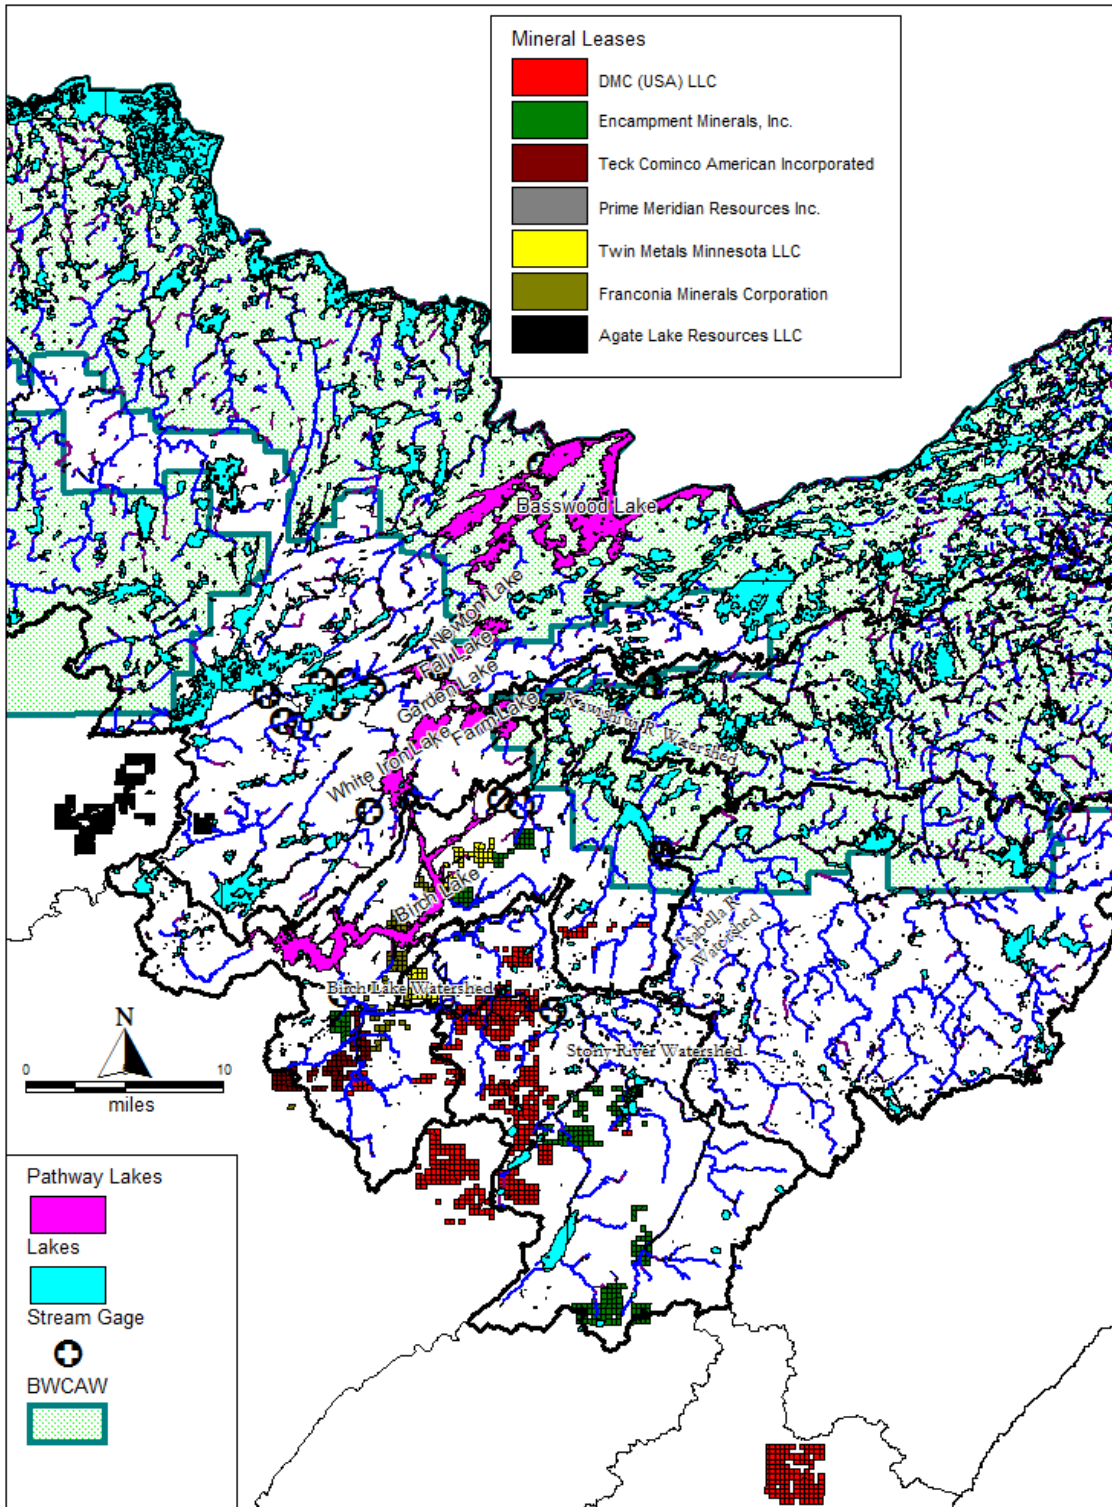 Mineral Leases
DMC (USA) LLC
Encampment Minerals, Inc.
Teck Cominco American Incorporated
Prime Meridian Resources Inc.
Twin Metals Minnesota LLC
Franconia Minerals Corporation
Agate Lake Resources LLC
Basswood Lake
Newton Lake
Fall Lake
Garden Lake
Farm Lake
Kawishiwi R. Watershed
White Iron Lake
Birch Lake
Isabella R.
Watershed
Birch Lake Watershed
Stony River Watershed
N
0 10
miles
Pathway Lakes
Lakes
Stream Gage
BWCAW